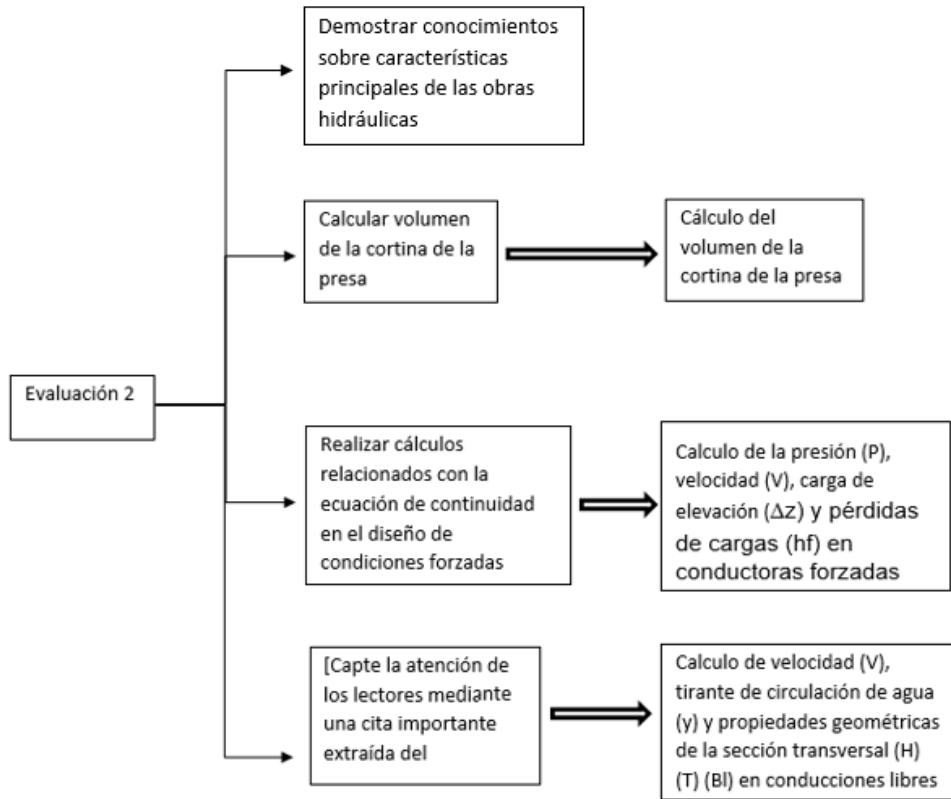 Demostrar conocimientos
sobre características
principales de las obras
hidráulicas
Calcular volumen
de la cortina de la
presa
Cálculo del
volumen de la
cortina de la presa
Evaluación 2
Realizar cálculos
relacionados con la
ecuación de continuidad
en el diseño de
condiciones forzadas
Calculo de la presión (P),
velocidad (V), carga de
elevación (Δz) y pérdidas
de cargas (hf) en
conductoras forzadas
[Capte la atención de
los lectores mediante
una cita importante
extraída del
Calculo de velocidad (V),
tirante de circulación de agua
(y) y propiedades geométricas
de la sección transversal (H)
(T) (Bl) en conducciones libres